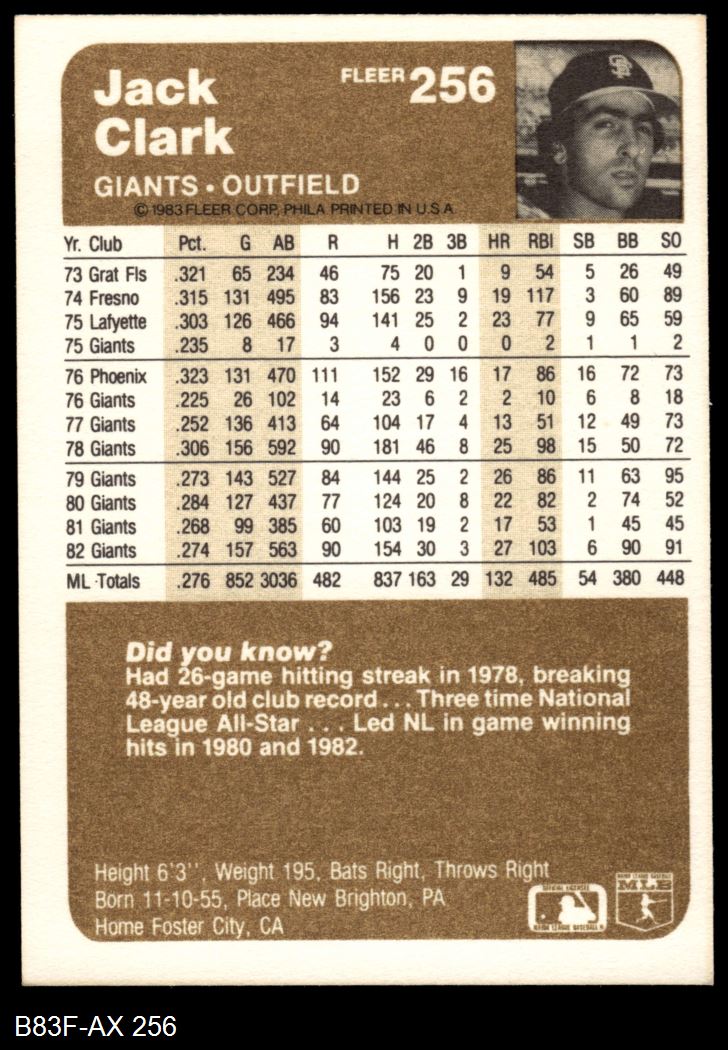 Jack
Clark
FLEER 256
GIANTS • OUTFIELD
© 1983 FLEER CORP, PHILA PRINTED IN U.S.A.
Yr. Club Pct. G AB R H 2B 3B HR RBI SB BB SO
73 Grat Fls .321 65 234 46 75 20 1 9 54 5 26 49
74 Fresno .315 131 495 83 156 23 9 19 117 3 60 89
75 Lafyette .303 126 466 94 141 25 2 23 77 9 65 59
75 Giants .235 8 17 3 4 0 0 0 2 1 1 2
76 Phoenix .323 131 470 111 152 29 16 17 86 16 72 73
76 Giants .225 26 102 14 23 6 2 2 10 6 8 18
77 Giants .252 136 413 64 104 17 4 13 51 12 49 73
78 Giants .306 156 592 90 181 46 8 25 98 15 50 72
79 Giants .273 143 527 84 144 25 2 26 86 11 63 95
80 Giants .284 127 437 77 124 20 8 22 82 2 74 52
81 Giants .268 99 385 60 103 19 2 17 53 1 45 45
82 Giants .274 157 563 90 154 30 3 27 103 6 90 91
ML Totals .276 852 3036 482 837 163 29 132 485 54 380 448
Did you know?
Had 26-game hitting streak in 1978, breaking
48-year old club record . . . Three time National
League All-Star . . . Led NL in game winning
hits in 1980 and 1982.
Height 6'3'', Weight 195, Bats Right, Throws Right
Born 11-10-55, Place New Brighton, PA
Home Foster City, CA
OFFICIAL LICENSEE
MAJOR LEAGUE BASEBALL
MAJOR LEAGUE BASEBALL
MLB
B83F-AX 256